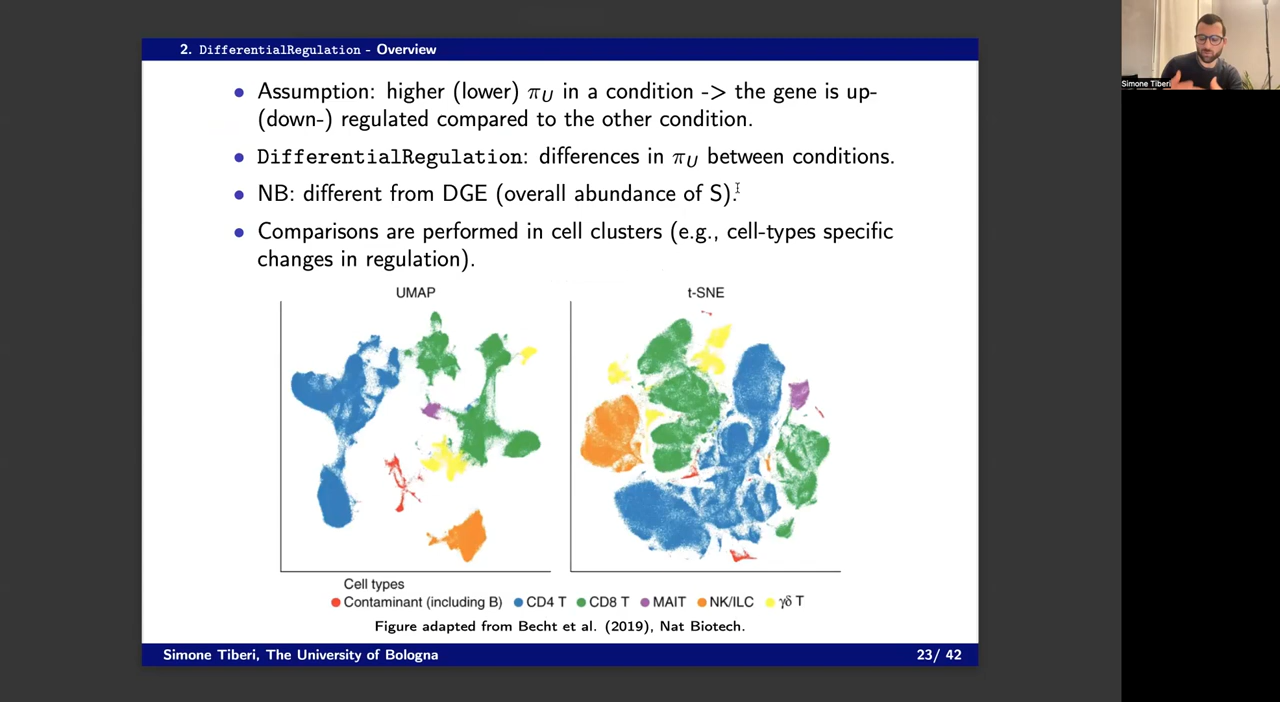 2. DifferentialRegulation - Overview
Assumption: higher (lower) πU in a condition -> the gene is up-
(down-) regulated compared to the other condition.
DifferentialRegulation: differences in πU between conditions.
NB: different from DGE (overall abundance of S).
Comparisons are performed in cell clusters (e.g., cell-types specific
changes in regulation).
UMAP
t-SNE
Cell types
Contaminant (including B) CD4 T CD8 T MAIT NK/ILC γδ T
Figure adapted from Becht et al. (2019), Nat Biotech.
Simone Tiberi, The University of Bologna
23/ 42
Simone Tiberi